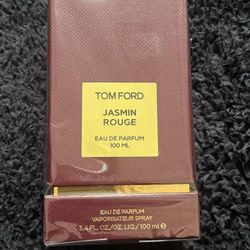 TOM FORD
JASMIN
ROUGE
EAU DE PARFUM
100 ML
EAU DE PARFUM
VAPORISATEUR SPRAY
3.4 FL.OZ./OZ.LIQ./100 ml ℮